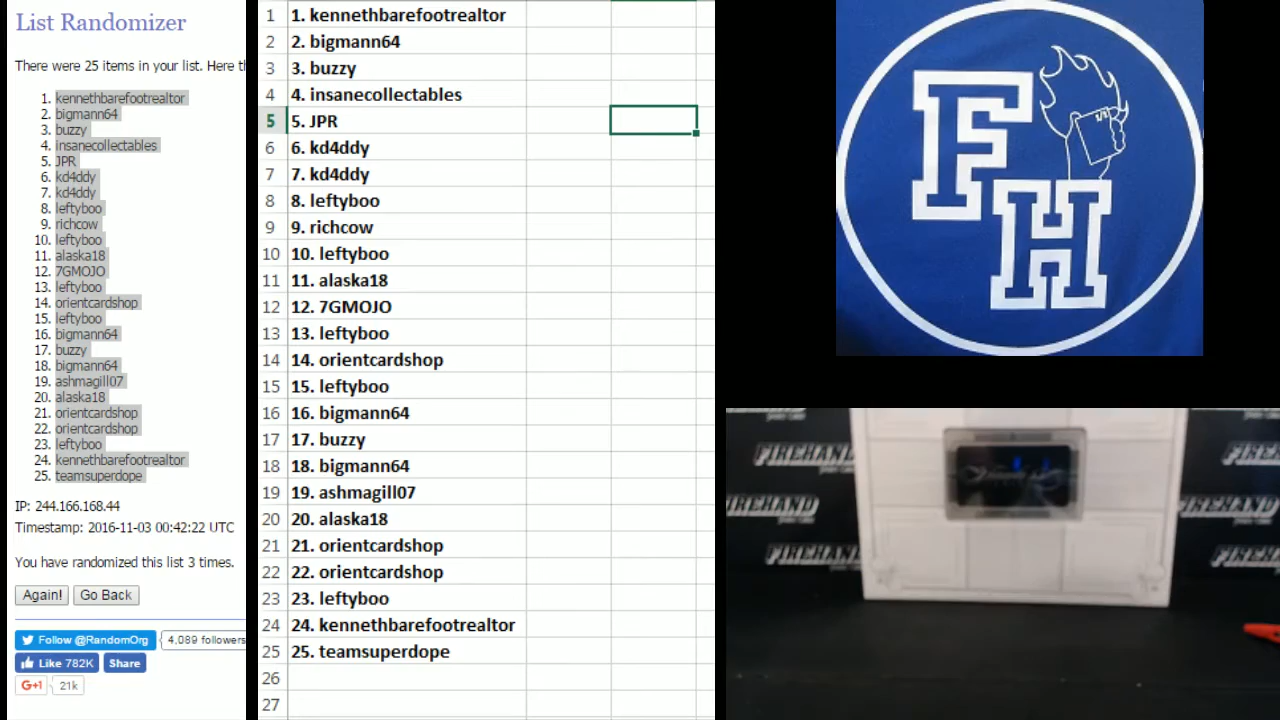 List Randomizer
There were 25 items in your list. Here th
1. kennethbarefootrealtor
2. bigmann64
3. buzzy
4. insanecollectables
5. JPR
6. kd4ddy
7. kd4ddy
8. leftyboo
9. richcow
10. leftyboo
11. alaska18
12. 7GMOJO
13. leftyboo
14. orientcardshop
15. leftyboo
16. bigmann64
17. buzzy
18. bigmann64
19. ashmagill07
20. alaska18
21. orientcardshop
22. orientcardshop
23. leftyboo
24. kennethbarefootrealtor
25. teamsuperdope
IP: 244.166.168.44
Timestamp: 2016-11-03 00:42:22 UTC
You have randomized this list 3 times.
Again! Go Back
Follow @RandomOrg 4,089 followers
Like 782K Share
G+1 21k
1 1. kennethbarefootrealtor
2 2. bigmann64
3 3. buzzy
4 4. insanecollectables
5 5. JPR
6 6. kd4ddy
7 7. kd4ddy
8 8. leftyboo
9 9. richcow
10 10. leftyboo
11 11. alaska18
12 12. 7GMOJO
13 13. leftyboo
14 14. orientcardshop
15 15. leftyboo
16 16. bigmann64
17 17. buzzy
18 18. bigmann64
19 19. ashmagill07
20 20. alaska18
21 21. orientcardshop
22 22. orientcardshop
23 23. leftyboo
24 24. kennethbarefootrealtor
25 25. teamsuperdope
26
27
F
H
1/1
FIREHAND
FIREHAND
FIREHAND
FIREHAND
FIREHAND
FIREHAND